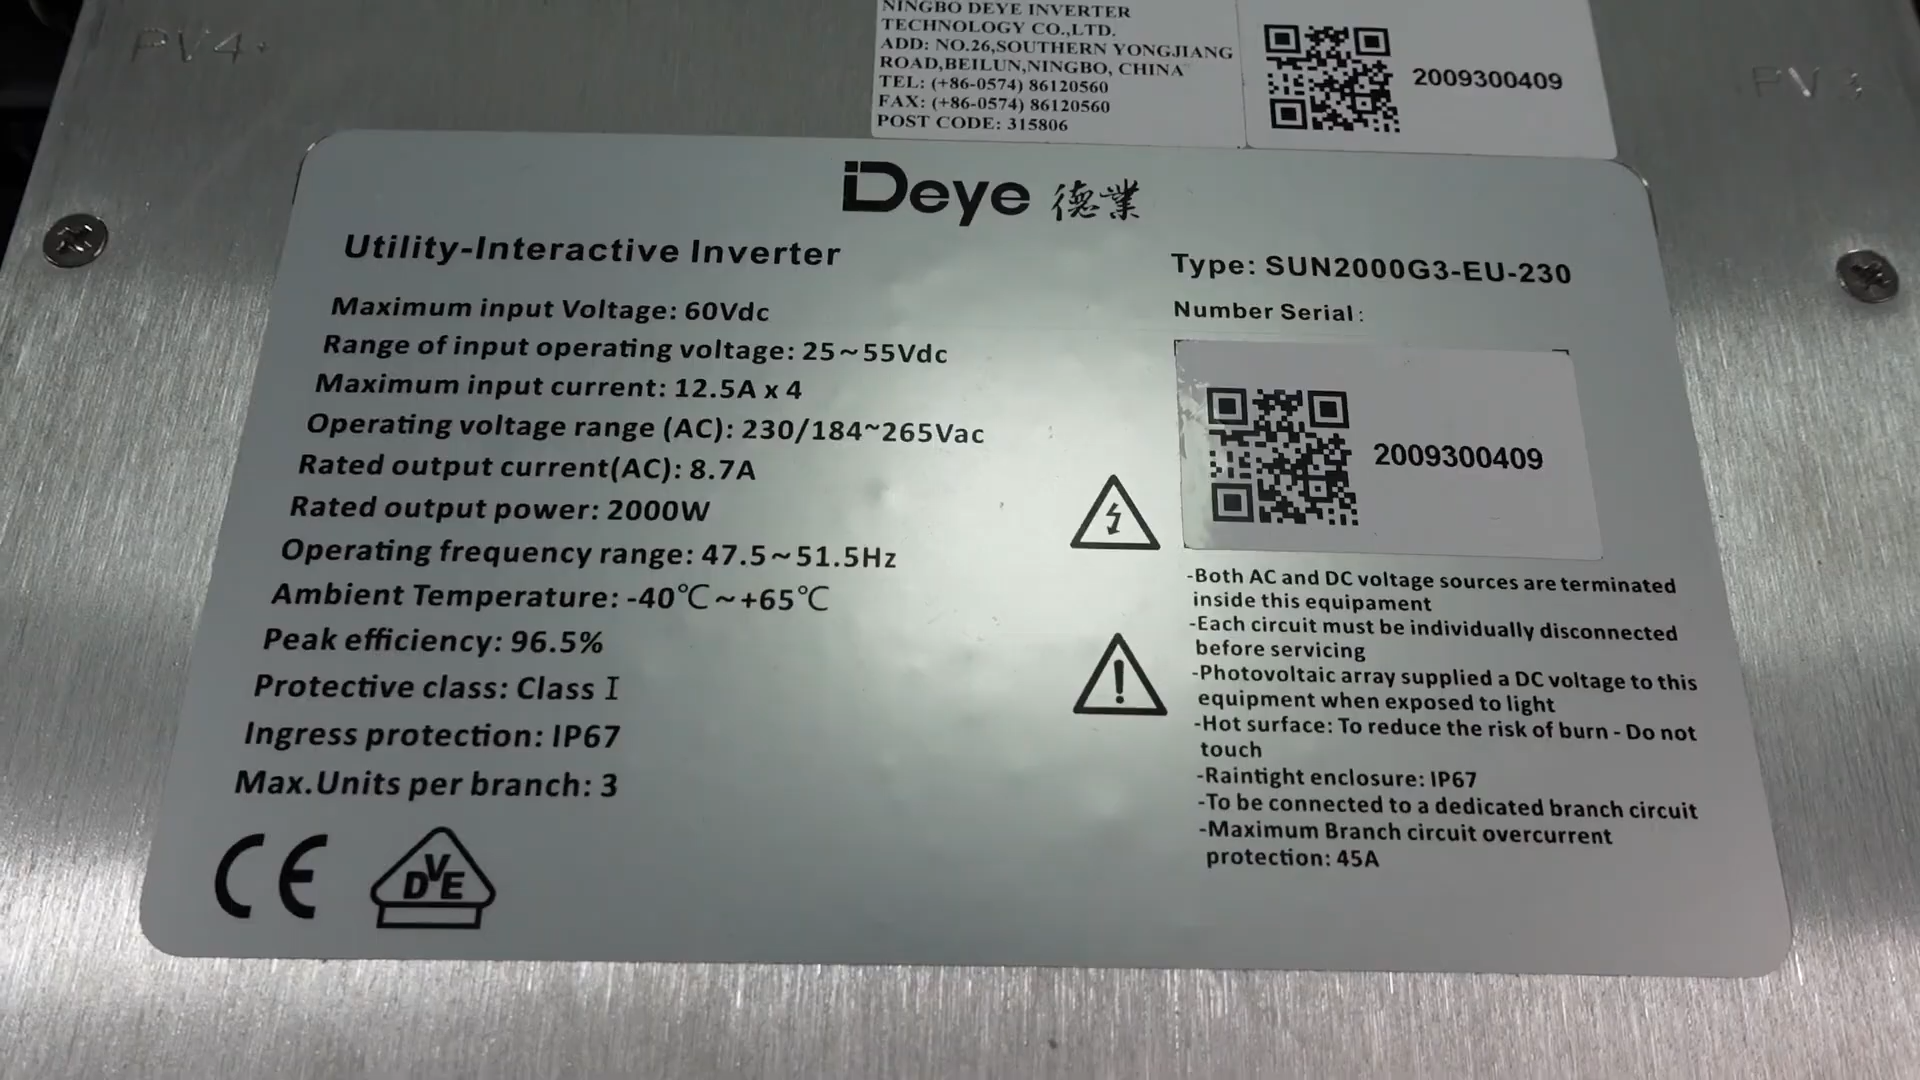 PV4+
NINGBO DEYE INVERTER
TECHNOLOGY CO.,LTD.
ADD: NO.26,SOUTHERN YONGJIANG
ROAD,BEILUN,NINGBO, CHINA
TEL: (+86-0574) 86120560
FAX: (+86-0574) 86120560
POST CODE: 315806
2009300409
PV3
Deye 德業
Utility-Interactive Inverter
Maximum input Voltage: 60Vdc
Range of input operating voltage: 25~55Vdc
Maximum input current: 12.5A x 4
Operating voltage range (AC): 230/184~265Vac
Rated output current(AC): 8.7A
Rated output power: 2000W
Operating frequency range: 47.5~51.5Hz
Ambient Temperature: -40℃~+65℃
Peak efficiency: 96.5%
Protective class: Class I
Ingress protection: IP67
Max.Units per branch: 3
CE
DVE
Type: SUN2000G3-EU-230
Number Serial:
2009300409
-Both AC and DC voltage sources are terminated
inside this equipament
-Each circuit must be individually disconnected
before servicing
-Photovoltaic array supplied a DC voltage to this
equipment when exposed to light
-Hot surface: To reduce the risk of burn - Do not
touch
-Raintight enclosure: IP67
-To be connected to a dedicated branch circuit
-Maximum Branch circuit overcurrent
protection: 45A